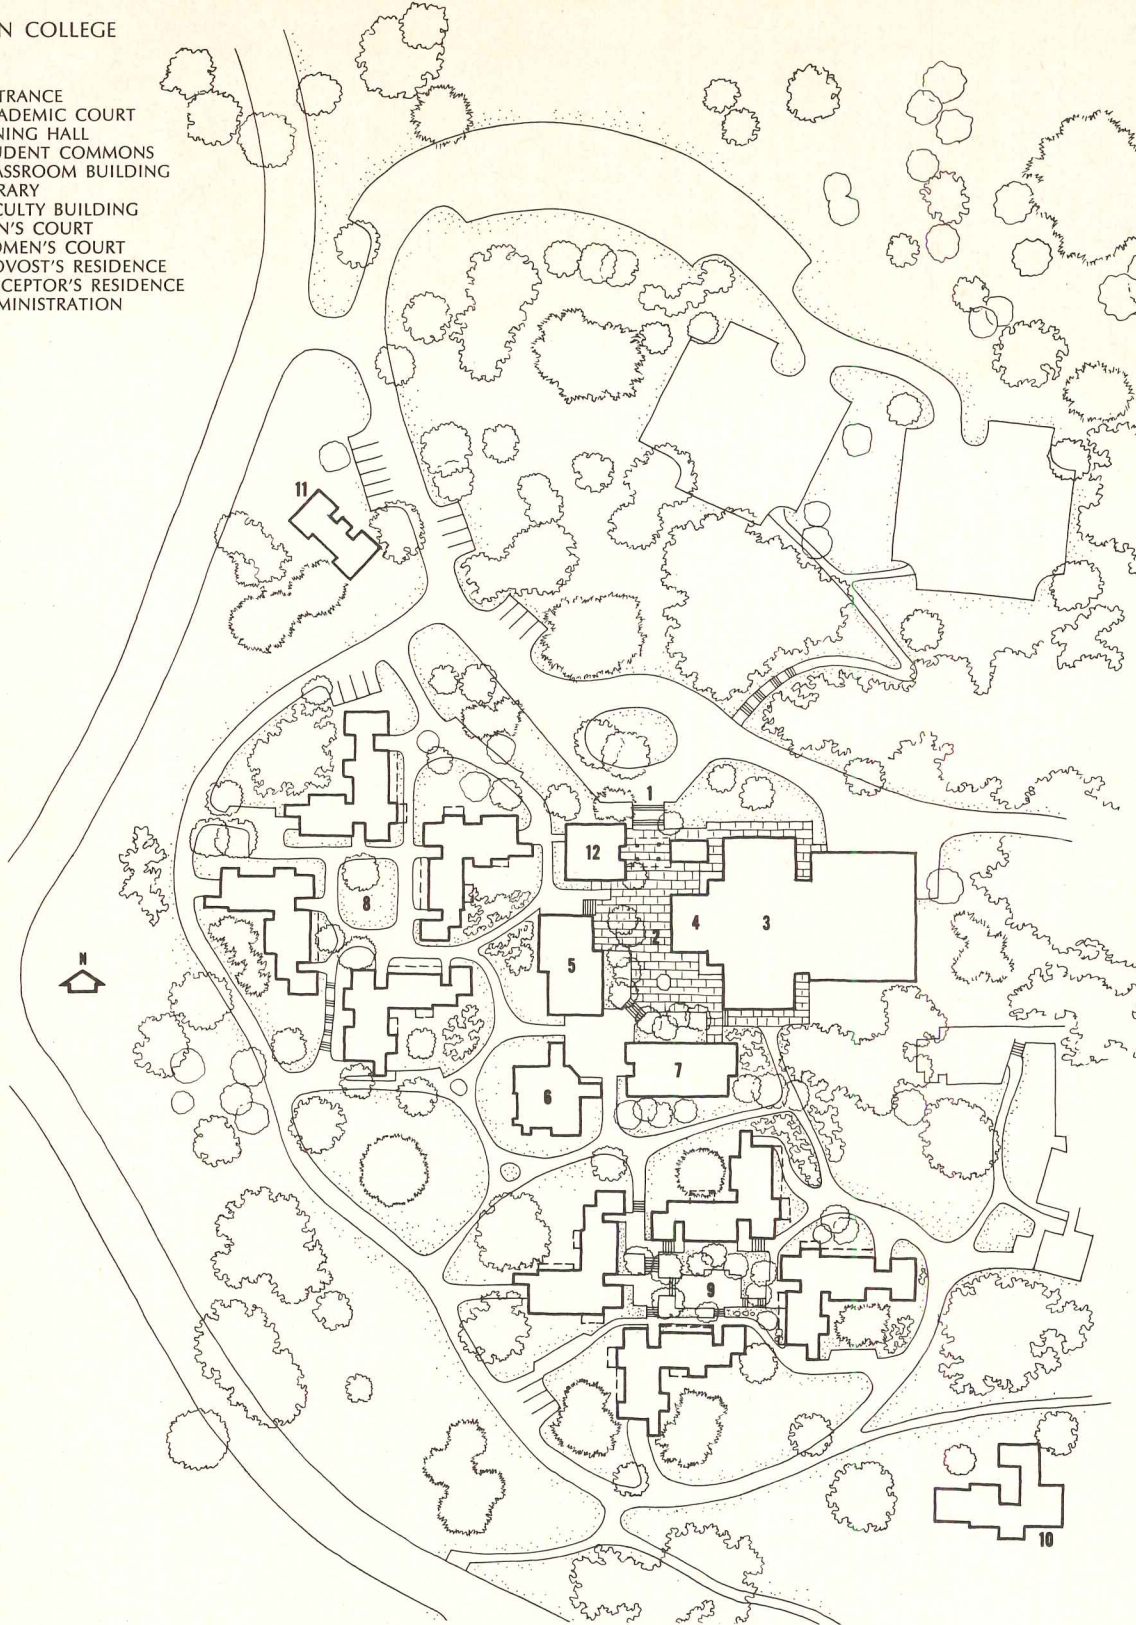 N COLLEGE
TRANCE
ADEMIC COURT
NING HALL
UDENT COMMONS
ASSROOM BUILDING
RARY
CULTY BUILDING
N'S COURT
OMEN'S COURT
OVOST'S RESIDENCE
CEPTOR'S RESIDENCE
MINISTRATION
11
1
12
8
4
3
2
5
N
7
6
9
10